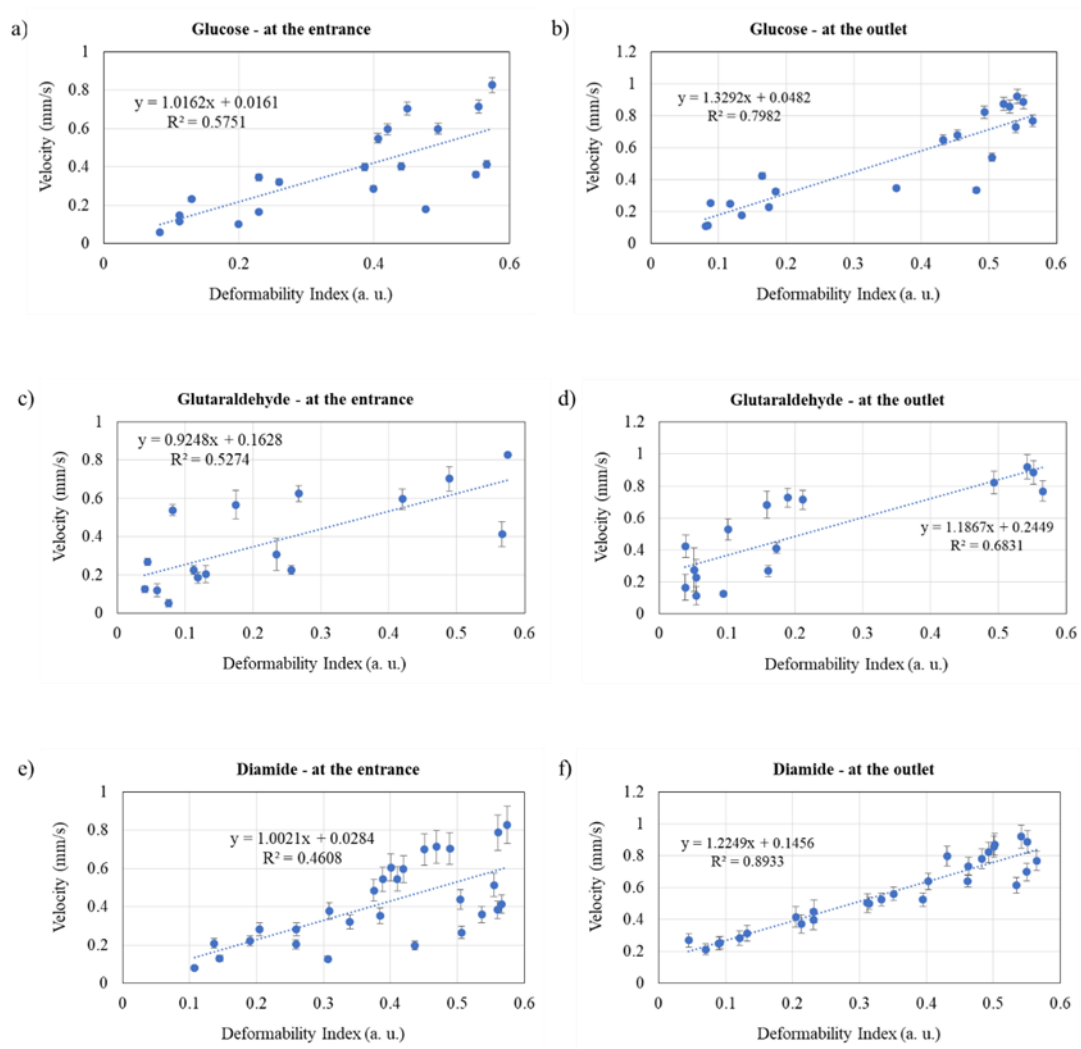 a)
Glucose - at the entrance
1
0.8
0.6
0.4
0.2
0
Velocity (mm/s)
y = 1.0162x + 0.0161
R² = 0.5751
0 0.2 0.4 0.6
Deformability Index (a. u.)
b)
Glucose - at the outlet
1.2
1
0.8
0.6
0.4
0.2
0
Velocity (mm/s)
y = 1.3292x + 0.0482
R² = 0.7982
0 0.1 0.2 0.3 0.4 0.5 0.6
Deformability Index (a. u.)
c)
Glutaraldehyde - at the entrance
1
0.8
0.6
0.4
0.2
0
Velocity (mm/s)
y = 0.9248x + 0.1628
R² = 0.5274
0 0.1 0.2 0.3 0.4 0.5 0.6
Deformability Index (a. u.)
d)
Glutaraldehyde - at the outlet
1.2
1
0.8
0.6
0.4
0.2
0
Velocity (mm/s)
y = 1.1867x + 0.2449
R² = 0.6831
0 0.1 0.2 0.3 0.4 0.5 0.6
Deformability Index (a. u.)
e)
Diamide - at the entrance
1
0.8
0.6
0.4
0.2
0
Velocity (mm/s)
y = 1.0021x + 0.0284
R² = 0.4608
0 0.1 0.2 0.3 0.4 0.5 0.6
Deformability Index (a. u.)
f)
Diamide - at the outlet
1.2
1
0.8
0.6
0.4
0.2
0
Velocity (mm/s)
y = 1.2249x + 0.1456
R² = 0.8933
0 0.1 0.2 0.3 0.4 0.5 0.6
Deformability Index (a. u.)